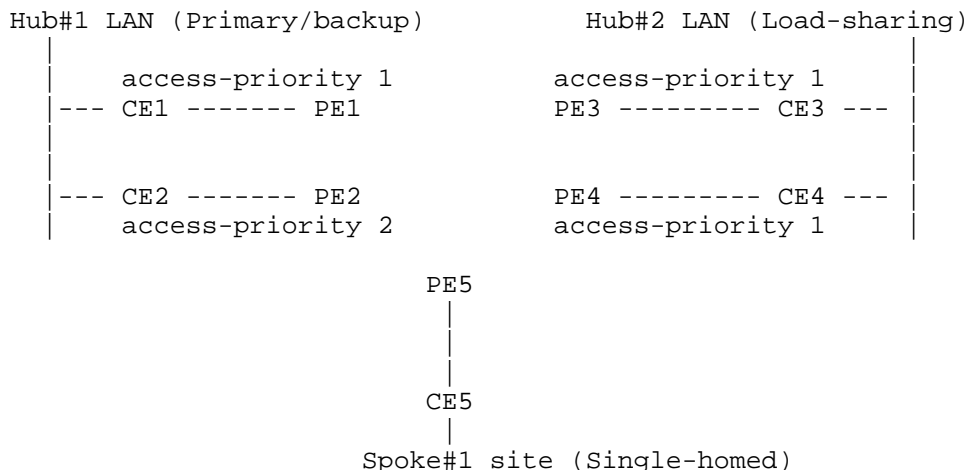 Hub#1 LAN (Primary/backup) Hub#2 LAN (Load-sharing)
access-priority 1 access-priority 1
|--- CE1 ------- PE1 PE3 --------- CE3 --- |
|--- CE2 ------- PE2 PE4 --------- CE4 --- |
access-priority 2 access-priority 1
PE5
CE5
Spoke#1 site (Single-homed)